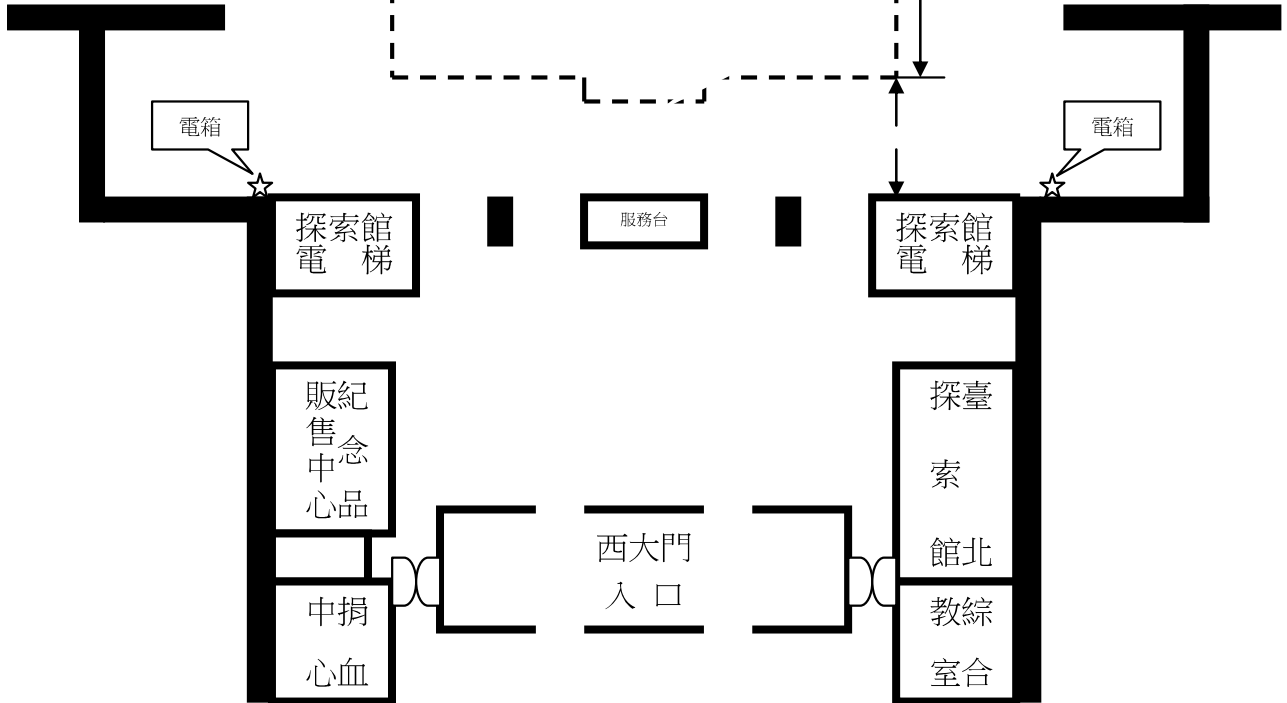 電箱
電箱
探索館
電 梯
服務台
探索館
電 梯
紀念品
販售中心
臺北
探索館
西大門
入 口
捐血
中心
綜合
教室